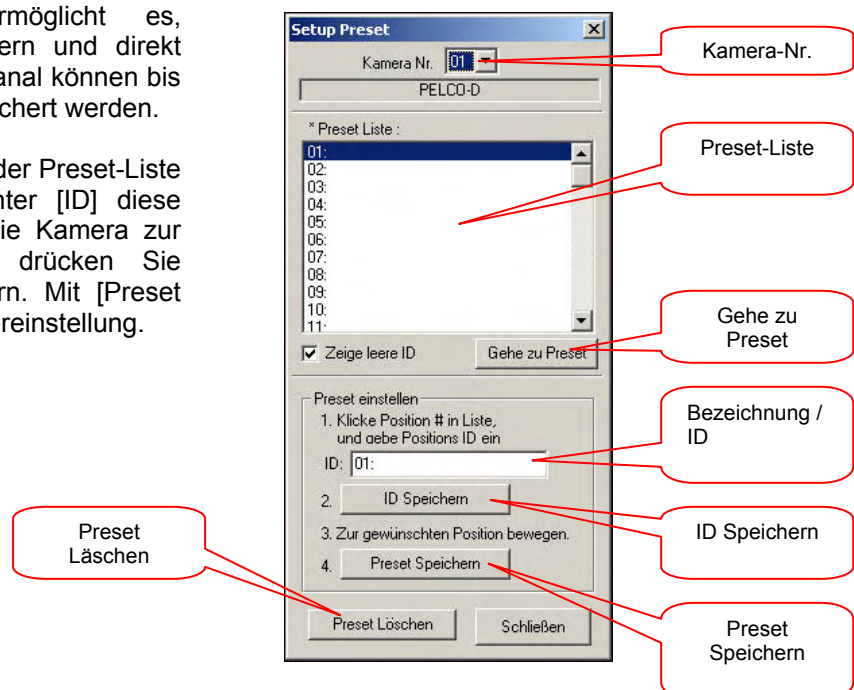 rmöglicht es,
ern und direkt
anal können bis
chert werden.
der Preset-Liste
nter [ID] diese
ie Kamera zur
drücken Sie
rn. Mit [Preset
oreinstellung.
Setup Preset
Kamera Nr. 01
PELCO-D
* Preset Liste :
01:
02:
03:
04:
05:
06:
07:
08:
09:
10:
11:
Zeige leere ID Gehe zu Preset
Preset einstellen
1. Klicke Position # in Liste,
und gebe Positions ID ein
ID: 01:
2. ID Speichern
3. Zur gewünschten Position bewegen.
4. Preset Speichern
Preset Löschen Schließen
Kamera-Nr.
Preset-Liste
Gehe zu
Preset
Bezeichnung /
ID
ID Speichern
Preset
Speichern
Preset
Läschen